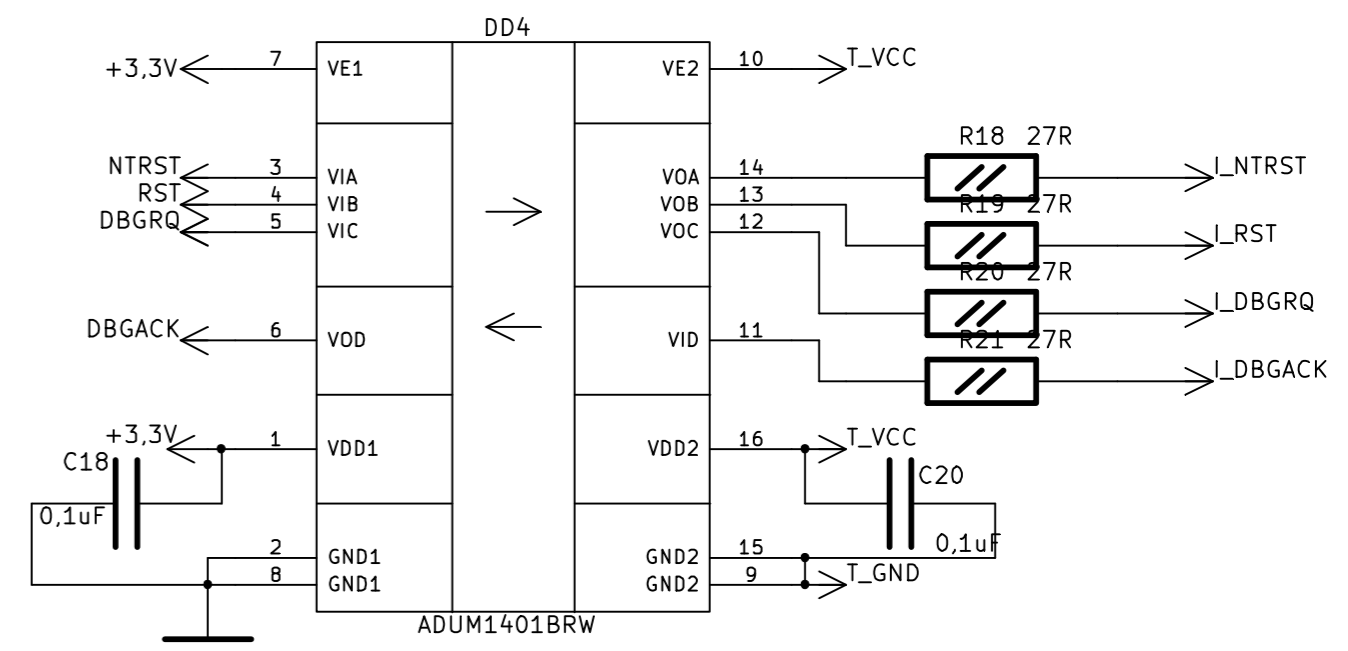 DD4
+3,3V 7 VE1 VE2 10 T_VCC
R18 27R
NTRST 3 VIA VOA 14 I_NTRST
RST 4 VIB VOB 13 R19 27R
DBGRQ 5 VIC VOC 12 I_RST
R20 27R
I_DBGRQ
DBGACK 6 VOD VID 11 R21 27R
I_DBGACK
+3,3V 1 VDD1 VDD2 16 T_VCC
C18 C20
0,1uF 0,1uF
2 GND1 GND2 15
8 GND1 GND2 9 T_GND
ADUM1401BRW